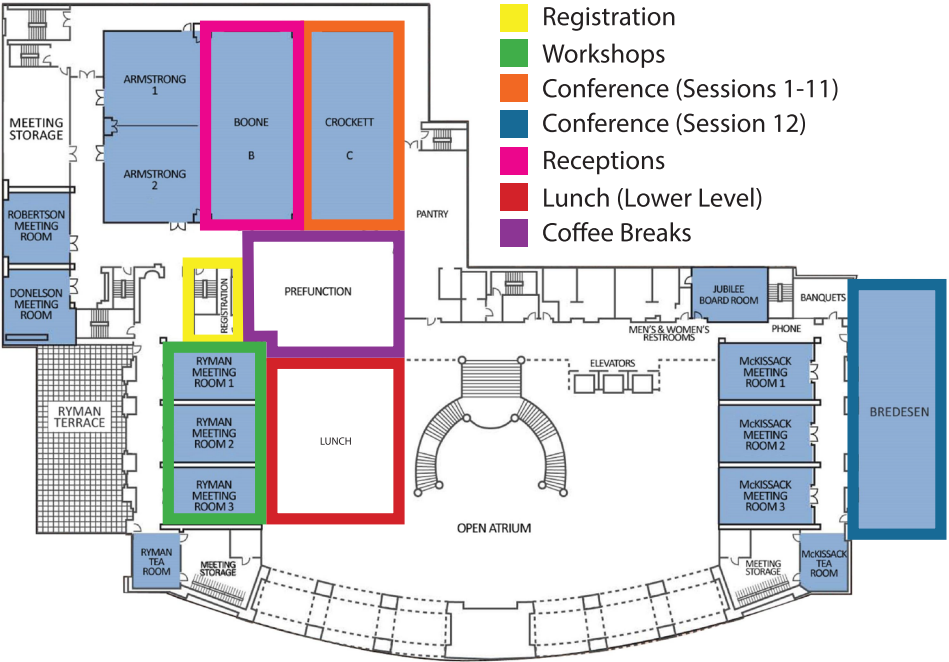 Registration
Workshops
Conference (Sessions 1-11)
Conference (Session 12)
Receptions
Lunch (Lower Level)
Coffee Breaks
ARMSTRONG
1
BOONE
B
CROCKETT
C
MEETING
STORAGE
ARMSTRONG
2
ROBERTSON
MEETING
ROOM
PANTRY
DONELSON
MEETING
ROOM
REGISTRATION
PREFUNCTION
JUBILEE
BOARD ROOM
BANQUETS
MEN'S & WOMEN'S
RESTROOMS
PHONE
RYMAN
MEETING
ROOM 1
ELEVATORS
McKISSACK
MEETING
ROOM 1
RYMAN
TERRACE
RYMAN
MEETING
ROOM 2
LUNCH
McKISSACK
MEETING
ROOM 2
BREDESEN
RYMAN
MEETING
ROOM 3
McKISSACK
MEETING
ROOM 3
OPEN ATRIUM
RYMAN
TEA
ROOM
MEETING
STORAGE
MEETING
STORAGE
McKISSACK
TEA
ROOM